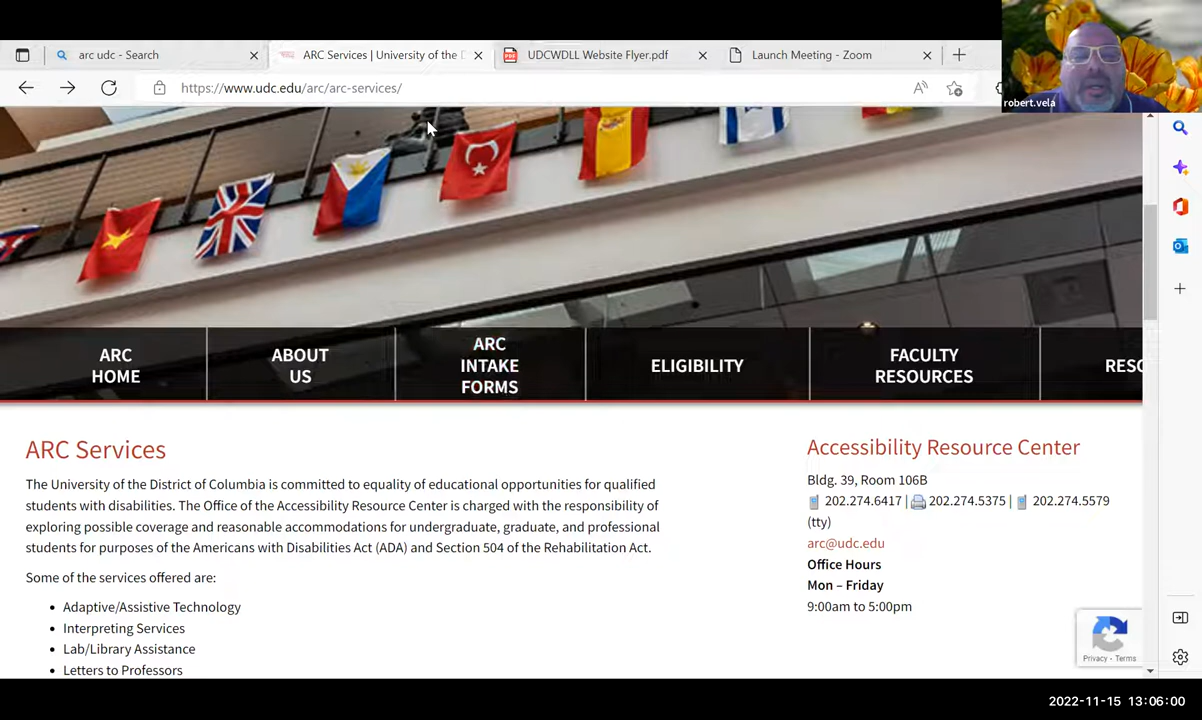 arc udc - Search
ARC Services | University of the D
UDCWDLL Website Flyer.pdf
Launch Meeting - Zoom
https://www.udc.edu/arc/arc-services/
robert.vela
ARC
HOME
ABOUT
US
ARC
INTAKE
FORMS
ELIGIBILITY
FACULTY
RESOURCES
RESO
ARC Services
The University of the District of Columbia is committed to equality of educational opportunities for qualified
students with disabilities. The Office of the Accessibility Resource Center is charged with the responsibility of
exploring possible coverage and reasonable accommodations for undergraduate, graduate, and professional
students for purposes of the Americans with Disabilities Act (ADA) and Section 504 of the Rehabilitation Act.
Some of the services offered are:
• Adaptive/Assistive Technology
• Interpreting Services
• Lab/Library Assistance
• Letters to Professors
Accessibility Resource Center
Bldg. 39, Room 106B
202.274.6417 | 202.274.5375 | 202.274.5579
(tty)
arc@udc.edu
Office Hours
Mon – Friday
9:00am to 5:00pm
Privacy - Terms
2022-11-15 13:06:00